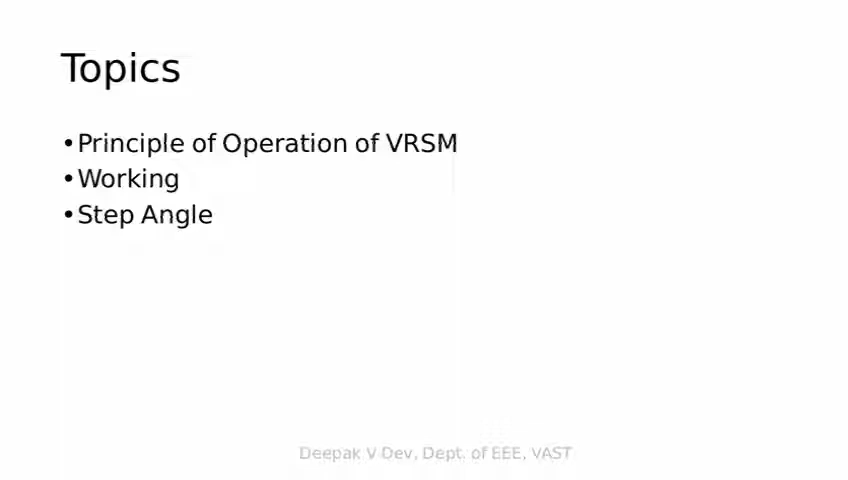 Topics
•Principle of Operation of VRSM
•Working
•Step Angle
Deepak V Dev, Dept. of EEE, VAST